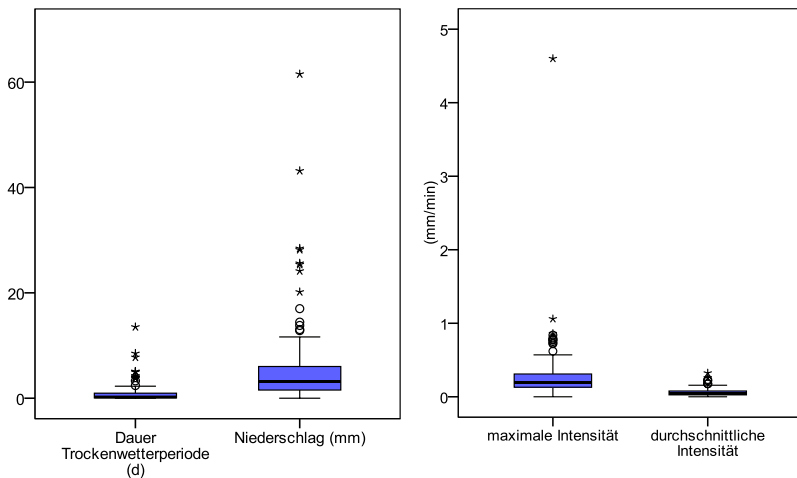 60
40
20
0
Dauer
Trockenwetterperiode
(d)
Niederschlag (mm)
5
4
3
2
1
0
(mm/min)
maximale Intensität
durchschnittliche
Intensität